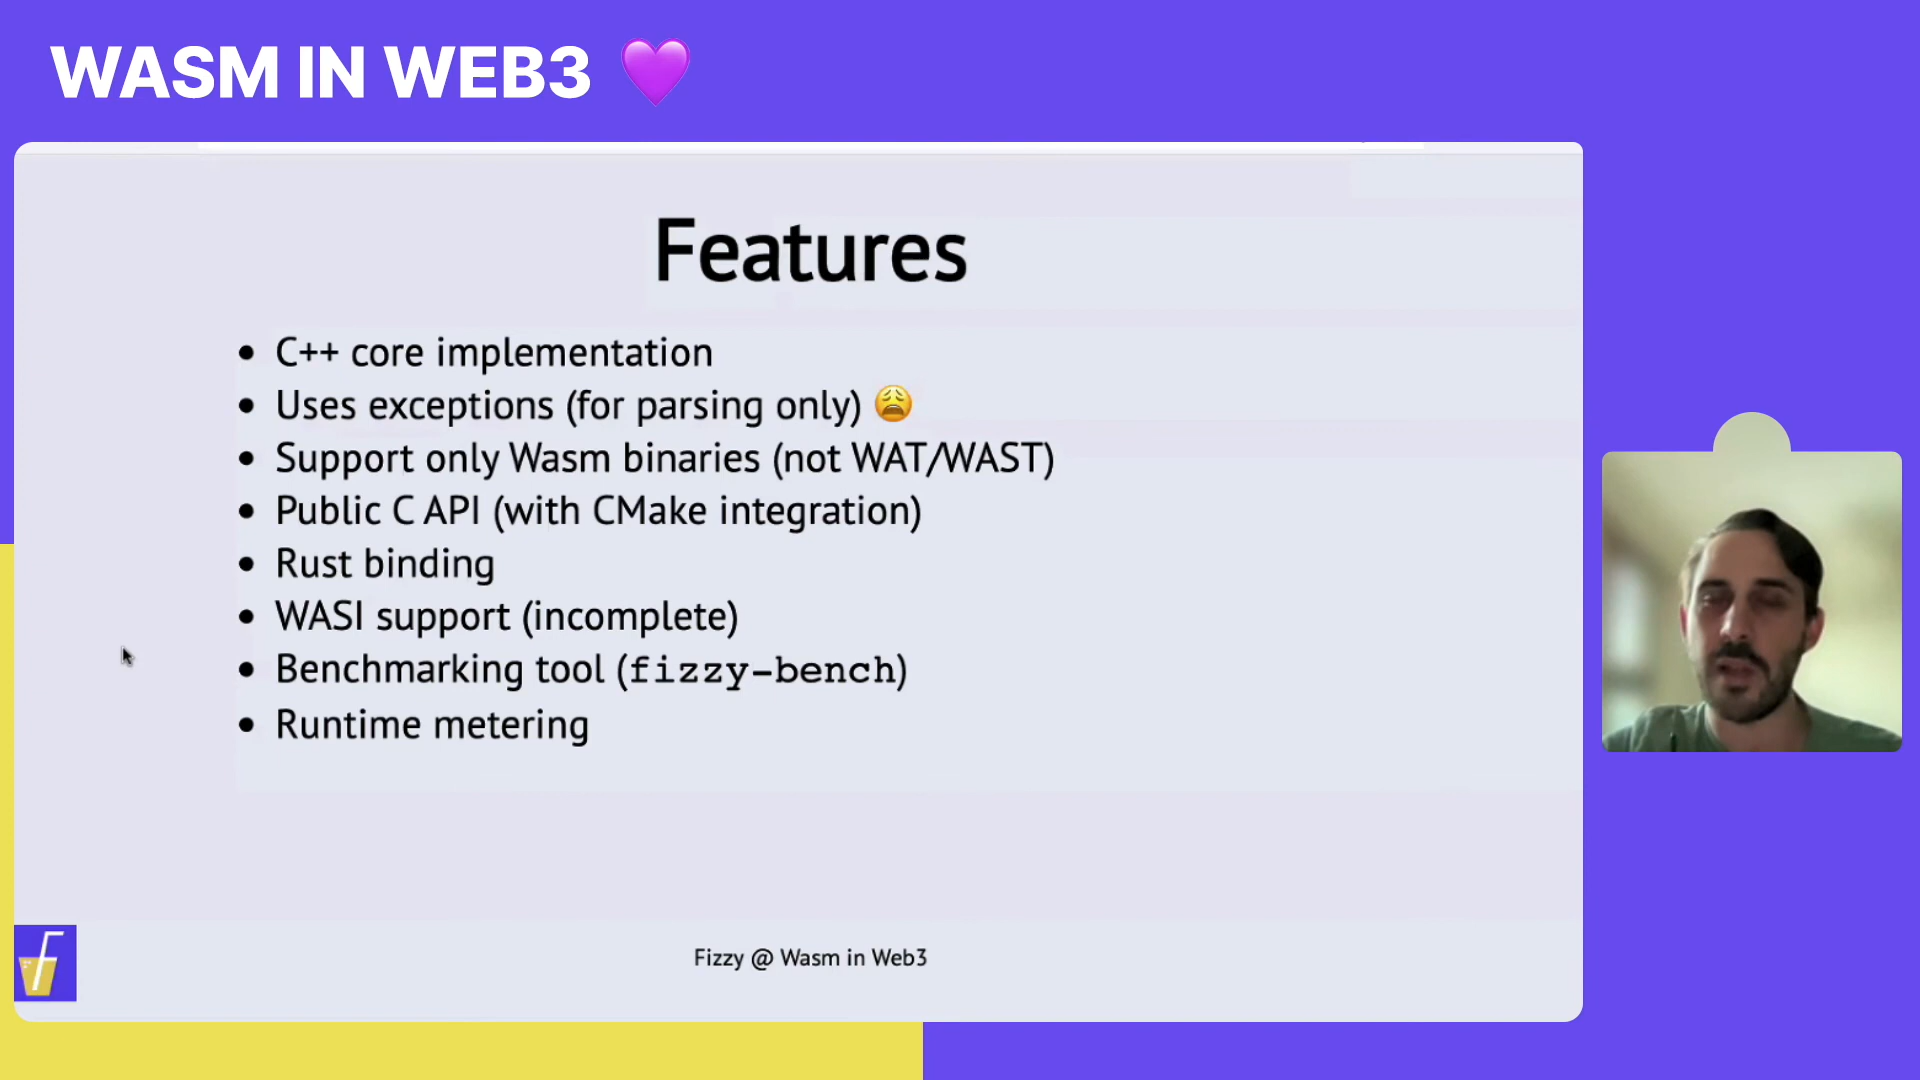 WASM IN WEB3 💜
Features
• C++ core implementation
• Uses exceptions (for parsing only) 😩
• Support only Wasm binaries (not WAT/WAST)
• Public C API (with CMake integration)
• Rust binding
• WASI support (incomplete)
• Benchmarking tool (fizzy-bench)
• Runtime metering
f
Fizzy @ Wasm in Web3